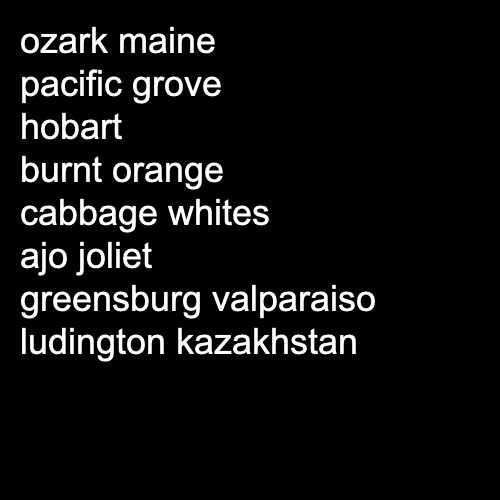 ozark maine
pacific grove
hobart
burnt orange
cabbage whites
ajo joliet
greensburg valparaiso
ludington kazakhstan